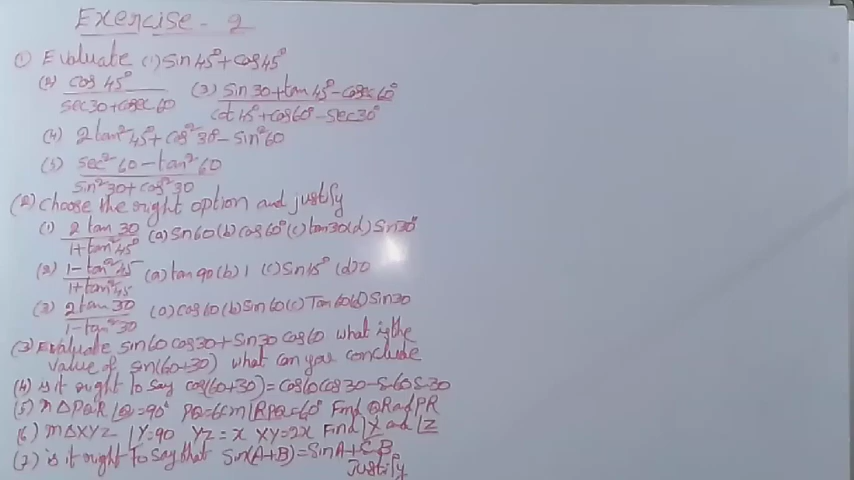 Exercise - 2
(1) Evaluate (1) sin 45° + cos 45°
(2) cos 45° / sec 30 + cosec 60 (3) sin 30 + tan 45° - cosec 60° / cot 45° + cos 60° - sec 30°
(4) 2 tan² 45° + cos² 30 - sin² 60
(5) sec² 60 - tan² 60 / sin² 30 + cos² 30
(2) choose the right option and justify
(1) 2 tan 30 / 1 + tan² 45° (a) sin 60 (b) cos 60° (c) tan 30 (d) sin 30°
(2) 1 - tan² 45 / 1 + tan² 45 (a) tan 90 (b) 1 (c) sin 45° (d) 0
(3) 2 tan 30 / 1 - tan² 30 (a) cos 60 (b) sin 60 (c) Tan 60 (d) sin 30
(3) Evaluate sin 60 cos 30 + sin 30 cos 60 what is the
value of sin(60+30) what can you conclude
(4) is it right to say cos(60+30) = cos 60 cos 30 - S-60 S-30
(5) n ΔPQR ∠Q = 90° PQ = 6cm ∠RPQ = 60° Find QR and PR
(6) m ΔXYZ ∠Y = 90 YZ = x XY = 2x Find ∠X and ∠Z
(7) is it right to say that sin(A+B) = sin A + B
justify